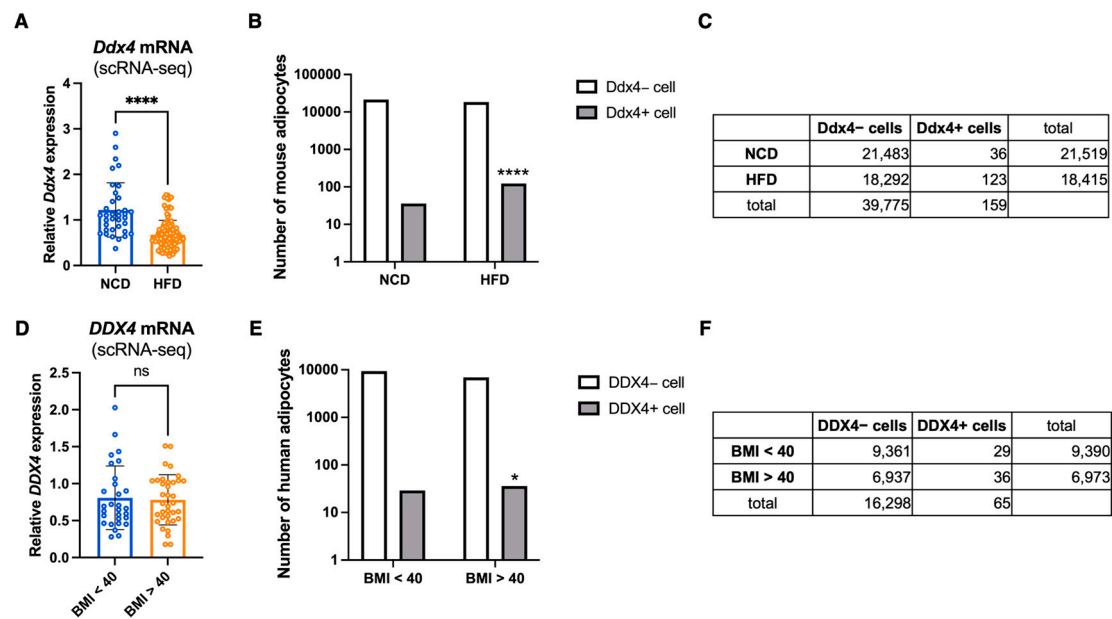 A
Ddx4 mRNA
(scRNA-seq)
Relative Ddx4 expression
4
3
2
1
0
****
NCD
HFD
B
Number of mouse adipocytes
100000
10000
1000
100
10
1
****
NCD
HFD
Ddx4− cell
Ddx4+ cell
C
Ddx4− cells Ddx4+ cells total
NCD 21,483 36 21,519
HFD 18,292 123 18,415
total 39,775 159
D
DDX4 mRNA
(scRNA-seq)
Relative DDX4 expression
2.5
2.0
1.5
1.0
0.5
0.0
ns
BMI < 40
BMI > 40
E
Number of human adipocytes
10000
1000
100
10
1
*
BMI < 40
BMI > 40
DDX4− cell
DDX4+ cell
F
DDX4− cells DDX4+ cells total
BMI < 40 9,361 29 9,390
BMI > 40 6,937 36 6,973
total 16,298 65